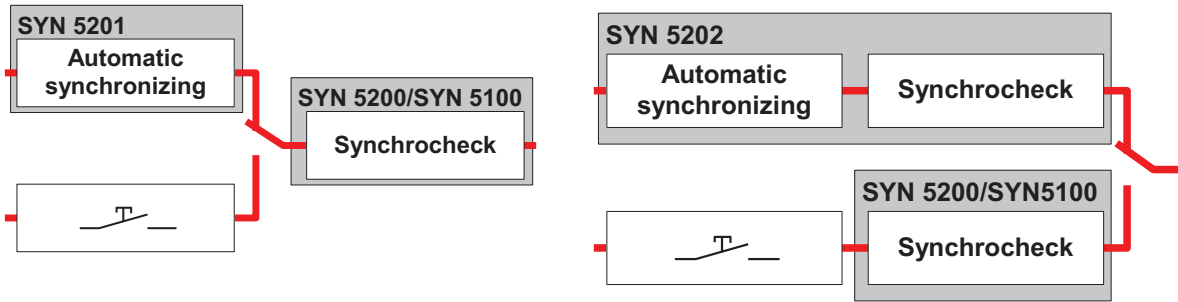 SYN 5201
Automatic
synchronizing
SYN 5200/SYN 5100
Synchrocheck
SYN 5202
Automatic
synchronizing
Synchrocheck
SYN 5200/SYN5100
Synchrocheck